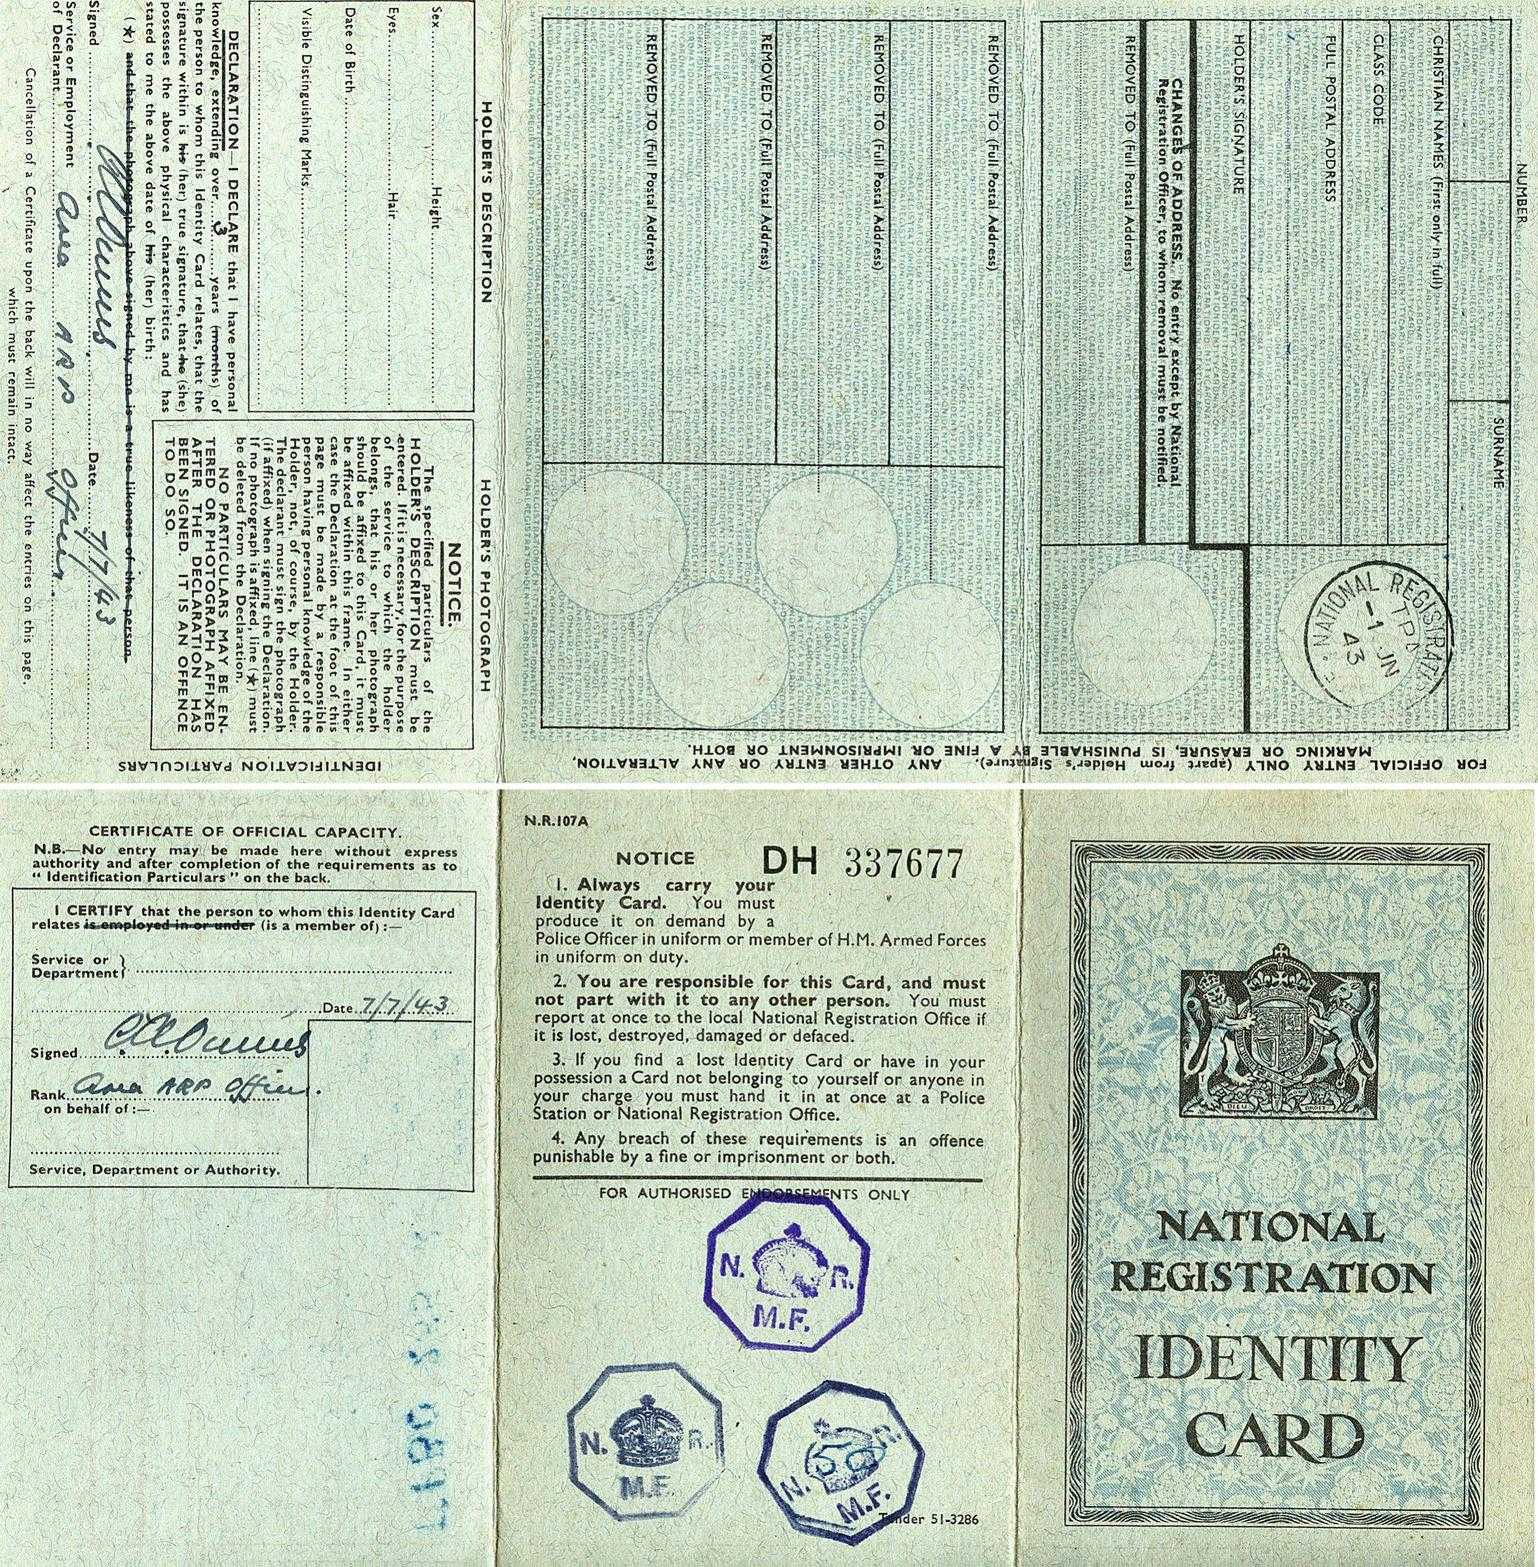 NUMBER
SURNAME
CHRISTIAN NAMES (First only in full)
CLASS CODE
FULL POSTAL ADDRESS
HOLDER'S SIGNATURE
CHANGES OF ADDRESS. No entry except by National
Registration Officer, to whom removal must be notified.
REMOVED TO (Full Postal Address)
NATIONAL REGISTRATI
1 JN
43
REMOVED TO (Full Postal Address)
REMOVED TO (Full Postal Address)
REMOVED TO (Full Postal Address)
REMOVED TO (Full Postal Address)
FOR OFFICIAL ENTRY ONLY (apart from Holder's Signature). ANY OTHER ENTRY OR ANY ALTERATION,
MARKING OR ERASURE, IS PUNISHABLE BY A FINE OR IMPRISONMENT OR BOTH.
IDENTIFICATION PARTICULARS
HOLDER'S DESCRIPTION
Sex Height
Eyes Hair
Date of Birth
Visible Distinguishing Marks
DECLARATION—I DECLARE that I have personal
knowledge, extending over 3 years (months) of
the person to whom this Identity Card relates, that the
signature within is his (her) true signature, that he (she)
possesses the above physical characteristics and has
stated to me the above date of his (her) birth;
(★) and that the photograph above signed by me is a true likeness of that person
Signed Date 7/7/43
Service or Employment Area ARP Officer.
of Declarant
Cancellation of a Certificate upon the back will in no way affect the entries on this page,
which must remain intact.
HOLDER'S PHOTOGRAPH
NOTICE.
The specified particulars of the
HOLDER'S DESCRIPTION must be
entered. If it is necessary, for the purpose
of the service to which the holder
belongs, that his or her photograph
should be affixed to this Card, it must
be affixed within this frame. In either
case the Declaration at the foot of this
page must be made by a responsible
person having personal knowledge of the
Holder, not, of course, by the Holder.
The declarant must sign the photograph
(if affixed) when signing the Declaration.
If no photograph is affixed, line (★) must
be deleted from the Declaration.
NO PARTICULARS MAY BE EN-
TERED OR PHOTOGRAPH AFFIXED
AFTER THE DECLARATION HAS
BEEN SIGNED. IT IS AN OFFENCE
TO DO SO.
CERTIFICATE OF OFFICIAL CAPACITY.
N.B.—No entry may be made here without express
authority and after completion of the requirements as to
" Identification Particulars " on the back.
I CERTIFY that the person to whom this Identity Card
relates is employed in or under (is a member of) :—
Service or
Department
Date 7/7/43
Signed
Rank Area ARP Officer.
on behalf of :—
Service, Department or Authority.
N.R.107A
NOTICE DH 337677
1. Always carry your
Identity Card. You must
produce it on demand by a
Police Officer in uniform or member of H.M. Armed Forces
in uniform on duty.
2. You are responsible for this Card, and must
not part with it to any other person. You must
report at once to the local National Registration Office if
it is lost, destroyed, damaged or defaced.
3. If you find a lost Identity Card or have in your
possession a Card not belonging to yourself or anyone in
your charge you must hand it in at once at a Police
Station or National Registration Office.
4. Any breach of these requirements is an offence
punishable by a fine or imprisonment or both.
FOR AUTHORISED ENDORSEMENTS ONLY
N. R.
M.F.
N. R.
M.F.
N. R.
50
M.F.
Tender 51-3286
DIEU DROIT
NATIONAL
REGISTRATION
IDENTITY
CARD